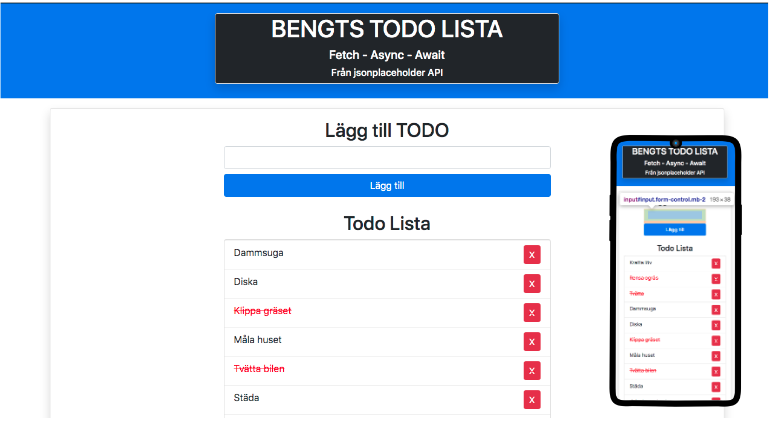 BENGTS TODO LISTA
Fetch - Async - Await
Från jsonplaceholder API
Lägg till TODO
Lägg till
Todo Lista
Dammsuga
X
Diska
X
Klippa gräset
X
Måla huset
X
Tvätta bilen
X
Städa
X
BENGTS TODO LISTA
Fetch - Async - Await
Från jsonplaceholder API
input#input.form-control.mb-2 193×38
Lägg till
Todo Lista
X
Rensa ogräs
X
Tvätta
X
Dammsuga
X
Diska
X
Klippa gräset
X
Måla huset
X
Tvätta bilen
X
Städa
X